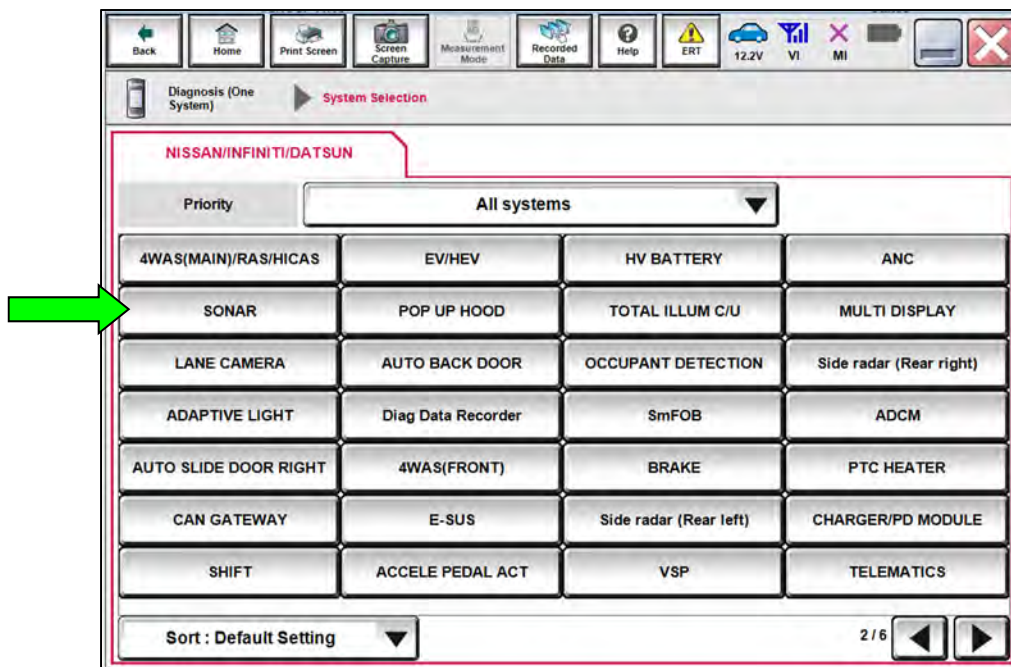 Back
Home
Print Screen
Screen
Capture
Measurement
Mode
Recorded
Data
Help
ERT
12.2V
VI
MI
Diagnosis (One
System)
System Selection
NISSAN/INFINITI/DATSUN
Priority
All systems
4WAS(MAIN)/RAS/HICAS
EV/HEV
HV BATTERY
ANC
SONAR
POP UP HOOD
TOTAL ILLUM C/U
MULTI DISPLAY
LANE CAMERA
AUTO BACK DOOR
OCCUPANT DETECTION
Side radar (Rear right)
ADAPTIVE LIGHT
Diag Data Recorder
SmFOB
ADCM
AUTO SLIDE DOOR RIGHT
4WAS(FRONT)
BRAKE
PTC HEATER
CAN GATEWAY
E-SUS
Side radar (Rear left)
CHARGER/PD MODULE
SHIFT
ACCELE PEDAL ACT
VSP
TELEMATICS
Sort : Default Setting
2/6